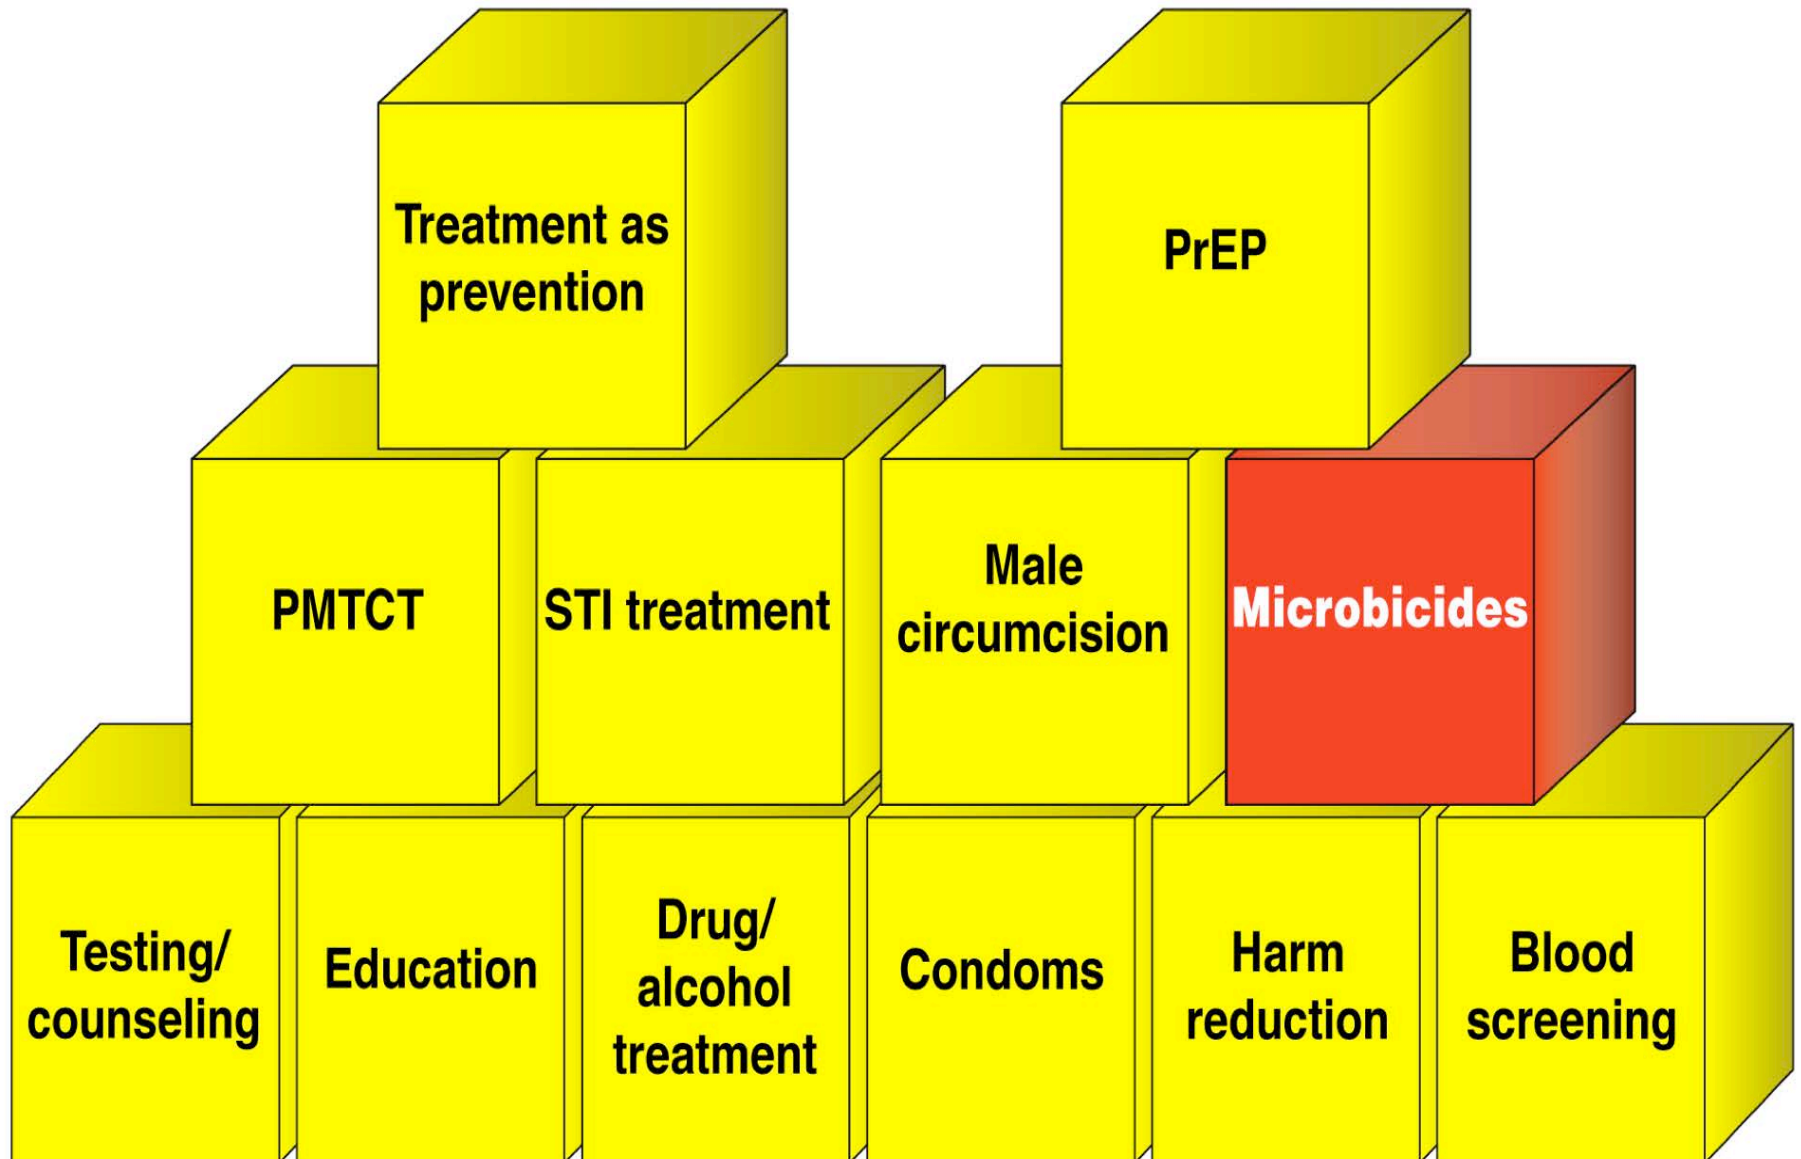 Treatment as
prevention
PrEP
PMTCT
STI treatment
Male
circumcision
Microbicides
Testing/
counseling
Education
Drug/
alcohol
treatment
Condoms
Harm
reduction
Blood
screening